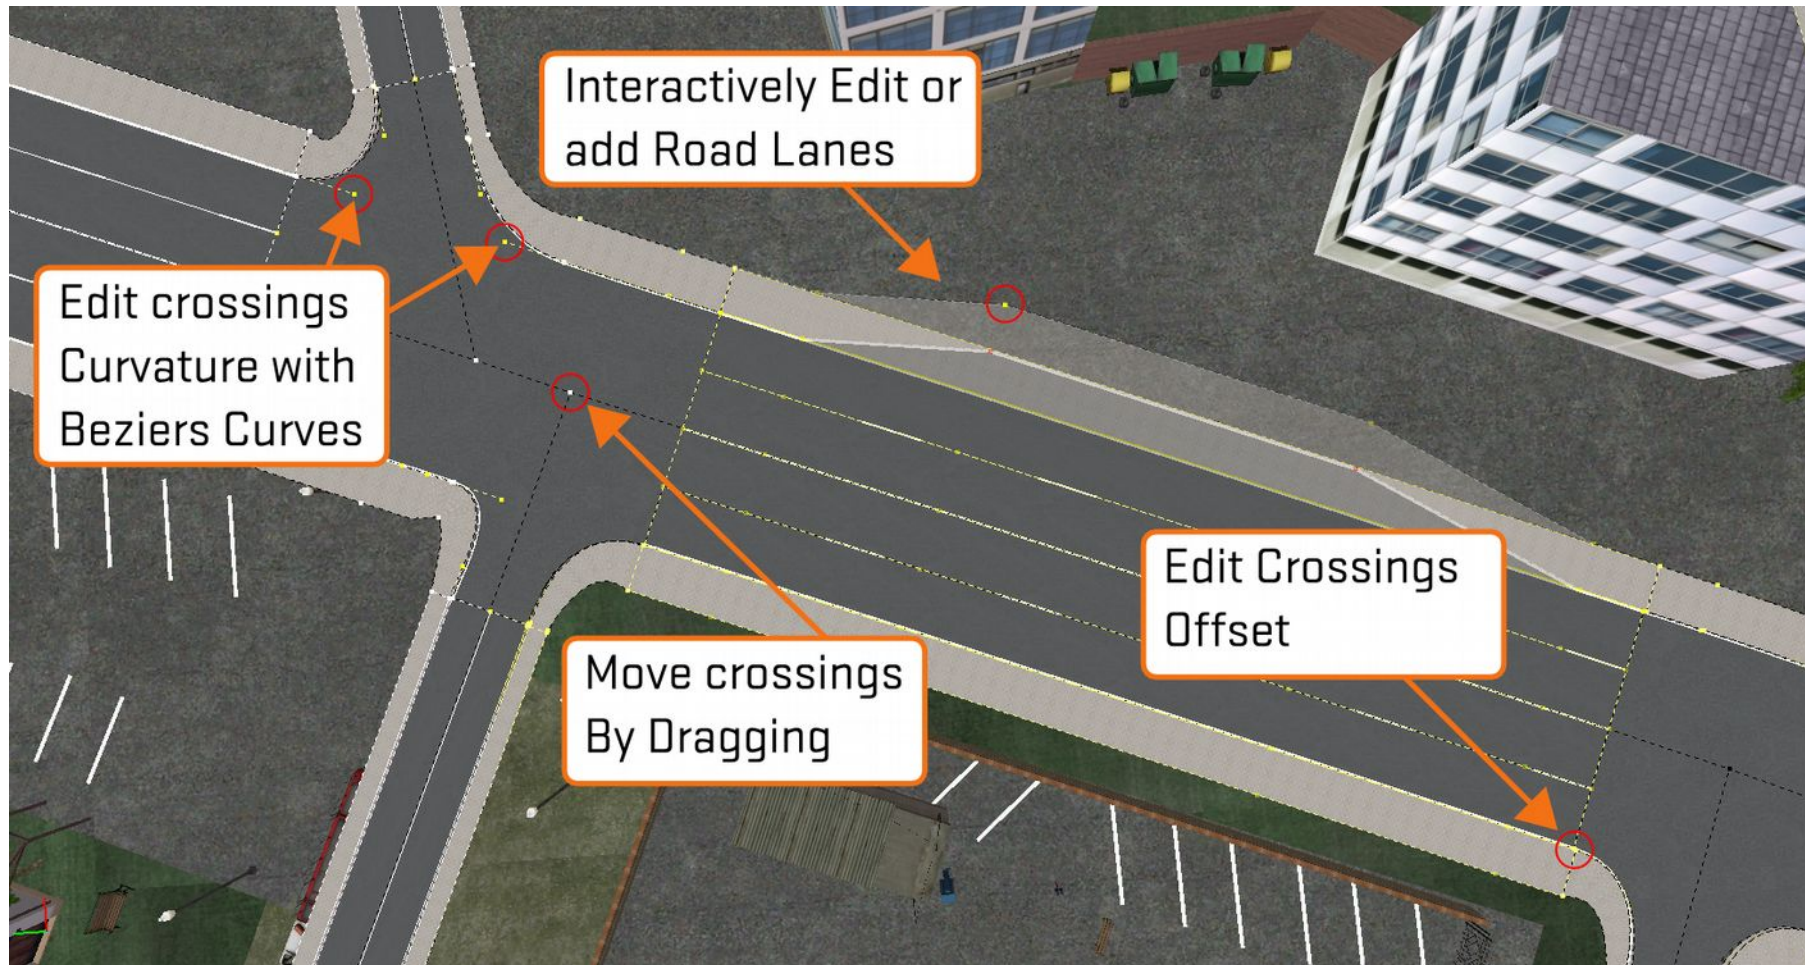 Interactively Edit or
add Road Lanes
Edit crossings
Curvature with
Beziers Curves
Edit Crossings
Offset
Move crossings
By Dragging